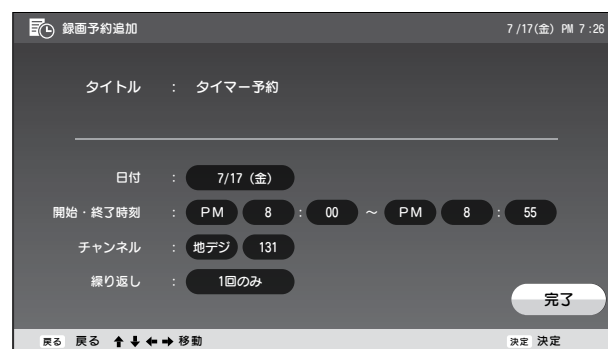 録画予約追加 7/17(金) PM 7:26
タイトル : タイマー予約
日付 : 7/17 (金)
開始・終了時刻 : PM 8 : 00 ~ PM 8 : 55
チャンネル : 地デジ 131
繰り返し : 1回のみ
完了
戻る 戻る ↑↓←→ 移動 決定 決定